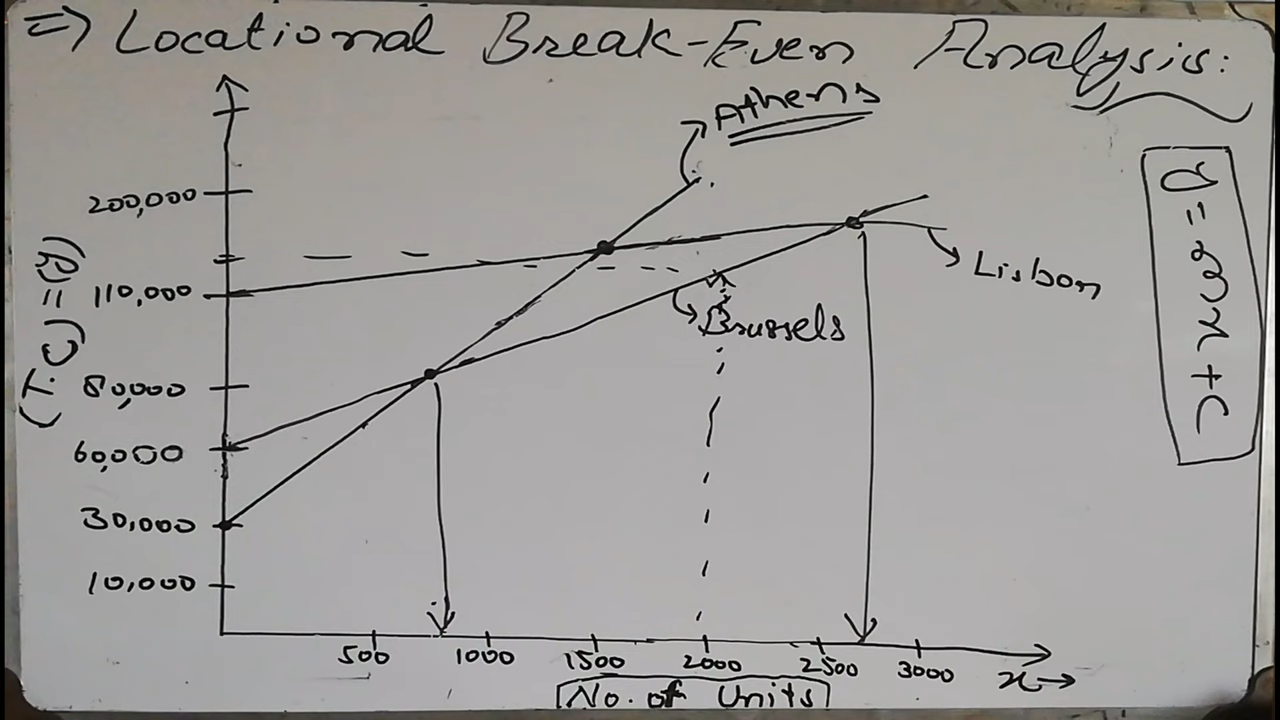 => Locational Break-Even Analysis:
Athens
200,000
110,000
80,000
60,000
30,000
10,000
(T.C) = (y)
Lisbon
Brussels
y = mx + C
500 1000 1500 2000 2500 3000 x→
No. of Units